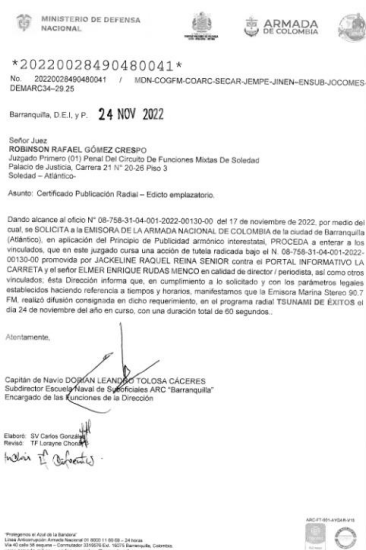 MINISTERIO DE DEFENSA
NACIONAL
ARMADA
DE COLOMBIA
*20220028490480041*
No. 20220028490480041 / MDN-COGFM-COARC-SECAR-JEMPE-JINEN-ENSUB-JOCOMES-
DEMARC34-29.25
Barranquilla, D.E.I, y P. 24 NOV 2022
Señor Juez
ROBINSON RAFAEL GÓMEZ CRESPO
Juzgado Primero (01) Penal Del Circuito De Funciones Mixtas De Soledad
Palacio de Justicia, Carrera 21 N° 20-26 Piso 3
Soledad – Atlántico-
Asunto: Certificado Publicación Radial – Edicto emplazatorio.
Dando alcance al oficio N° 08-758-31-04-001-2022-00130-00 del 17 de noviembre de 2022, por medio del
cual, se SOLICITA a la EMISORA DE LA ARMADA NACIONAL DE COLOMBIA de la ciudad de Barranquilla
(Atlántico), en aplicación del Principio de Publicidad armónico interestatal, PROCEDA a enterar a los
vinculados, que en este juzgado cursa una acción de tutela radicada bajo el N. 08-758-31-04-001-2022-
00130-00 promovida por JACKELINE RAQUEL REINA SENIOR contra el PORTAL INFORMATIVO LA
CARRETA y el señor ELMER ENRIQUE RUDAS MENCO en calidad de director / periodista, así como otros
vinculados; ésta Dirección informa que, en cumplimiento a lo solicitado y con los parámetros legales
establecidos haciendo referencia a tiempos y horarios, manifestamos que la Emisora Marina Stereo 90.7
FM. realizó difusión consignada en dicho requerimiento, en el programa radial TSUNAMI DE ÉXITOS el
día 24 de noviembre del año en curso, con una duración total de 60 segundos..
Atentamente,
Capitán de Navío DORIAN LEANDRO TOLOSA CÁCERES
Subdirector Escuela Naval de Suboficiales ARC "Barranquilla"
Encargado de las Funciones de la Dirección
Elaboró: SV Carlos González
Revisó: TF Lorayne
"Protegemos el Azul de la Bandera"
Línea Anticorrupción Armada Nacional 01 8000 11 – 24 horas